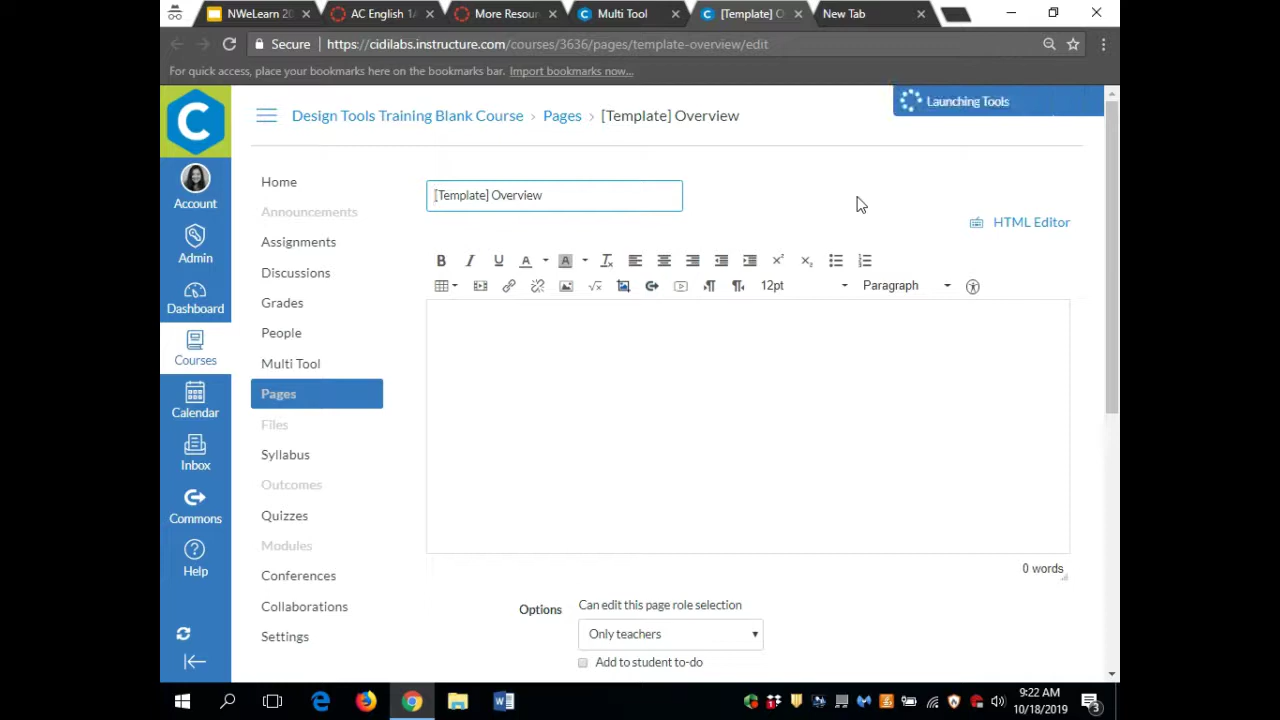 NWeLearn 20
AC English 1A
More Resour
Multi Tool
[Template] O
New Tab
Secure
https://cidilabs.instructure.com/courses/3636/pages/template-overview/edit
For quick access, place your bookmarks here on the bookmarks bar. Import bookmarks now...
Launching Tools
C
Account
Admin
Dashboard
Courses
Calendar
Inbox
Commons
Help
Design Tools Training Blank Course > Pages > [Template] Overview
Home
Announcements
Assignments
Discussions
Grades
People
Multi Tool
Pages
Files
Syllabus
Outcomes
Quizzes
Modules
Conferences
Collaborations
Settings
[Template] Overview
HTML Editor
B I U A A
12pt Paragraph
0 words
Options
Can edit this page role selection
Only teachers
Add to student to-do
9:22 AM
10/18/2019
3